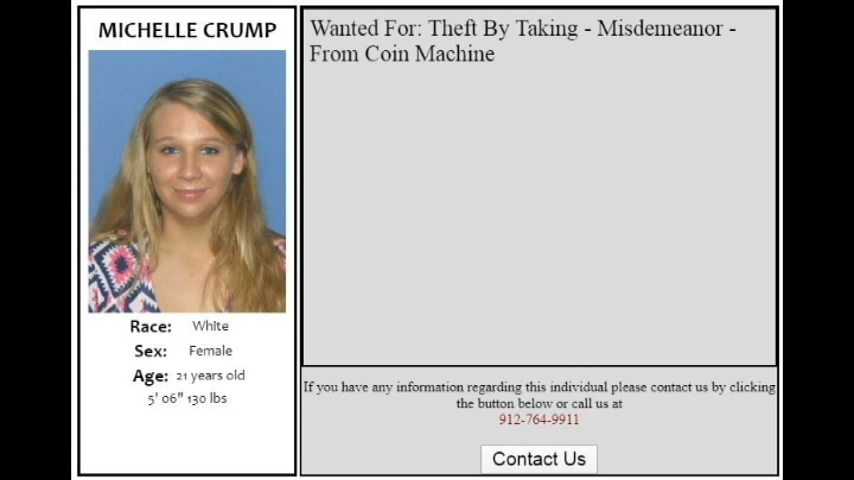 MICHELLE CRUMP
Race: White
Sex: Female
Age: 21 years old
5' 06" 130 lbs
Wanted For: Theft By Taking - Misdemeanor -
From Coin Machine
If you have any information regarding this individual please contact us by clicking
the button below or call us at
912-764-9911
Contact Us